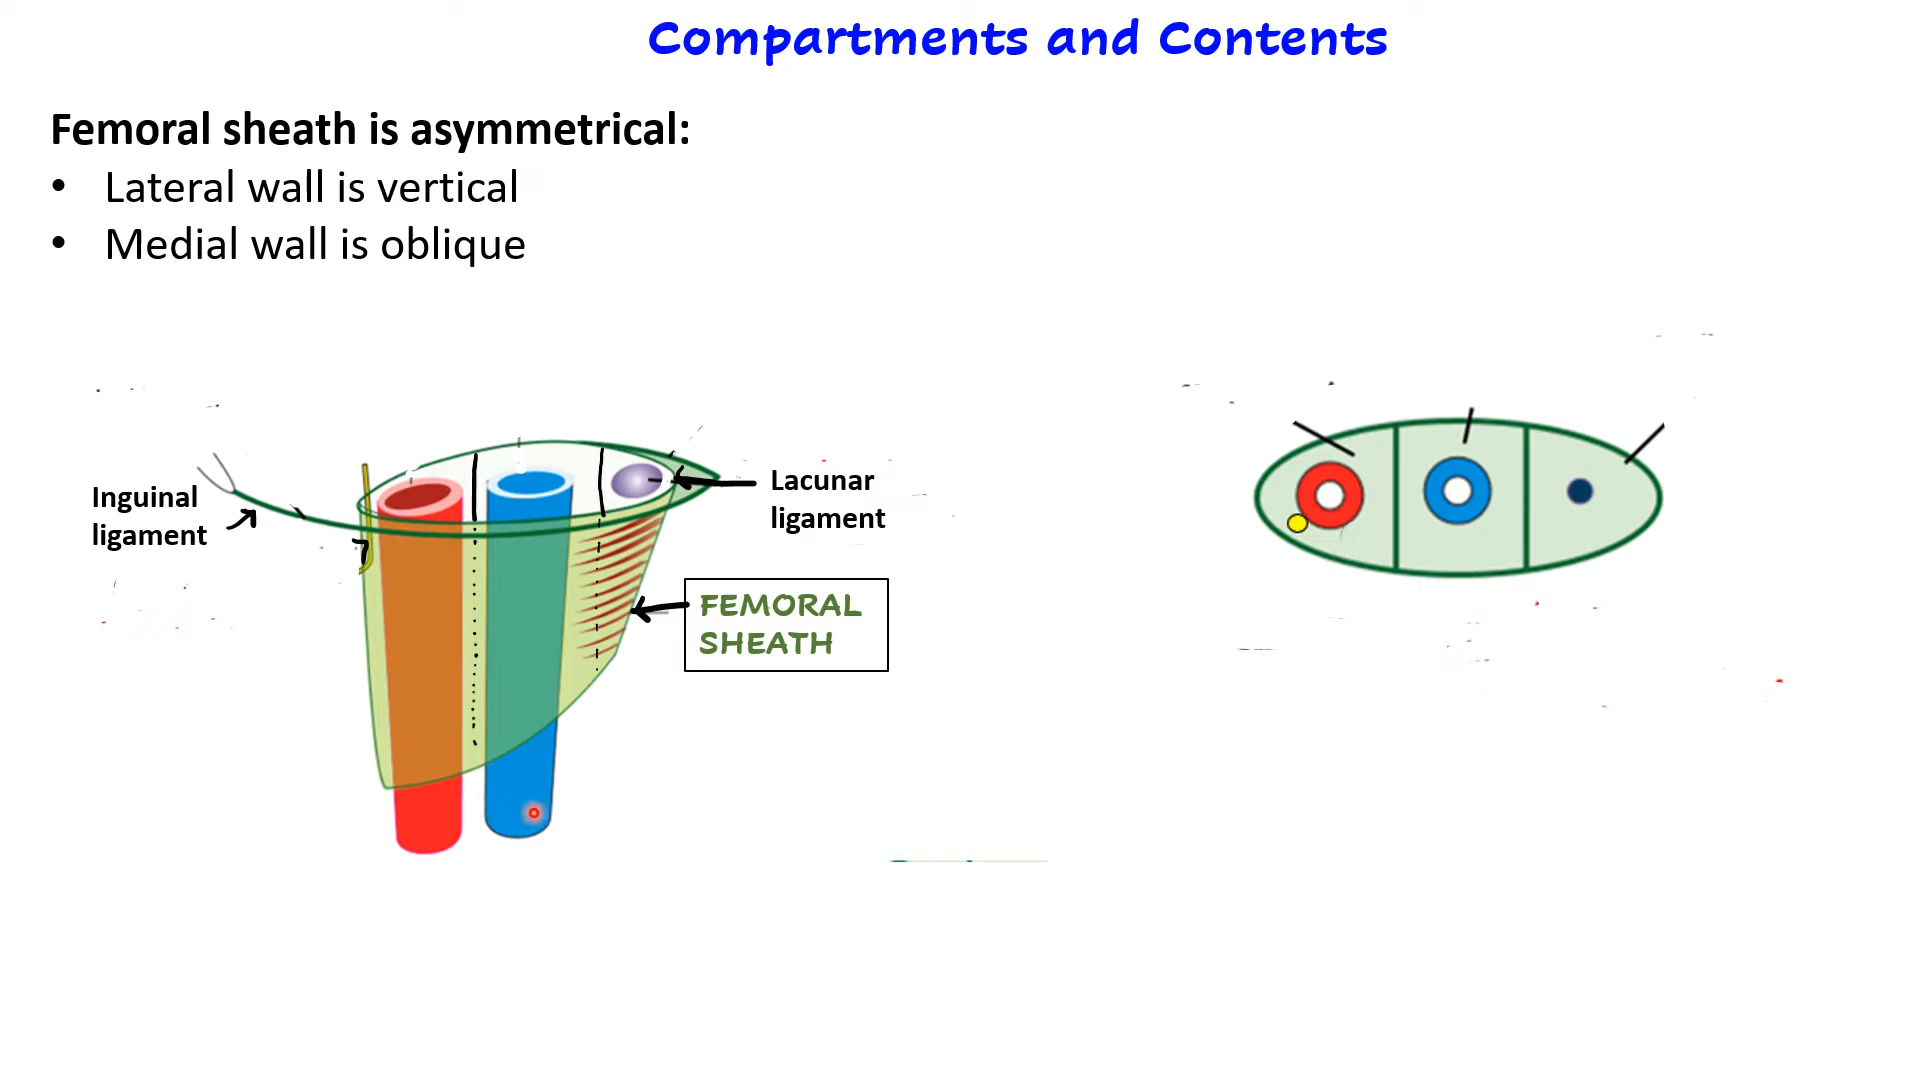 Compartments and Contents
Femoral sheath is asymmetrical:
• Lateral wall is vertical
• Medial wall is oblique
Inguinal
ligament
Lacunar
ligament
FEMORAL
SHEATH